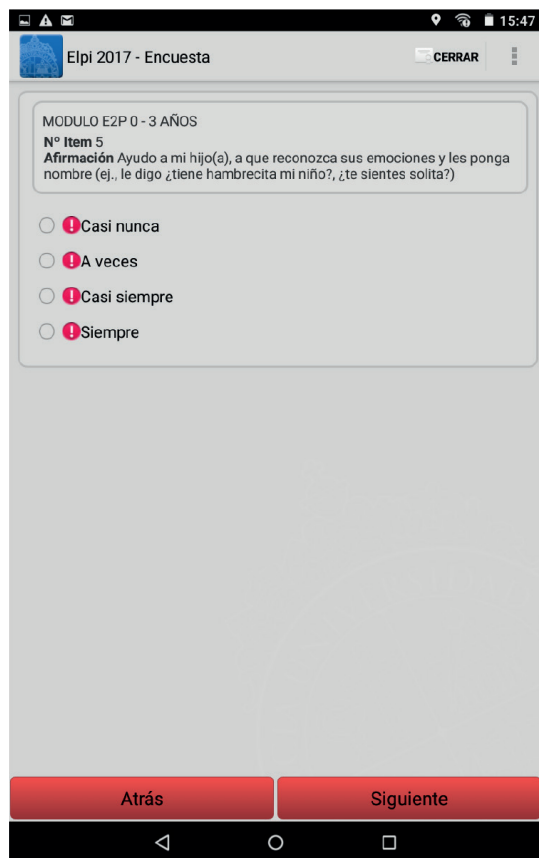 15:47
Elpi 2017 - Encuesta
CERRAR
MODULO E2P 0 - 3 AÑOS
Nº Item 5
Afirmación Ayudo a mi hijo(a), a que reconozca sus emociones y les ponga
nombre (ej., le digo ¿tiene hambrecita mi niño?, ¿te sientes solita?)
Casi nunca
A veces
Casi siempre
Siempre
Atrás
Siguiente